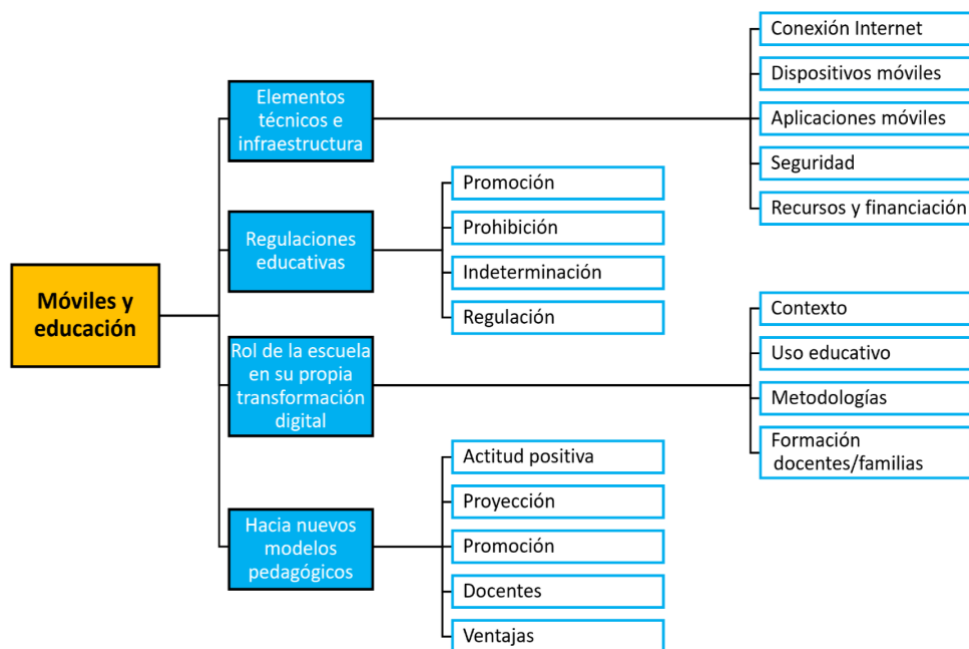 Móviles y
educación
Elementos
técnicos e
infraestructura
Conexión Internet
Dispositivos móviles
Aplicaciones móviles
Seguridad
Recursos y financiación
Regulaciones
educativas
Promoción
Prohibición
Indeterminación
Regulación
Rol de la escuela
en su propia
transformación
digital
Contexto
Uso educativo
Metodologías
Formación
docentes/familias
Hacia nuevos
modelos
pedagógicos
Actitud positiva
Proyección
Promoción
Docentes
Ventajas